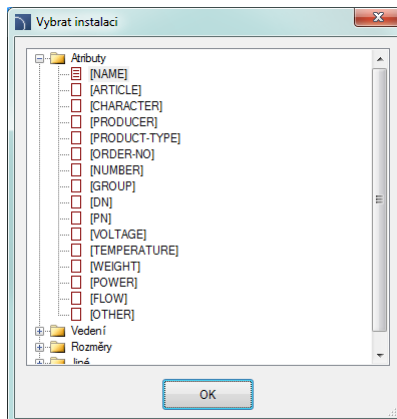 Vybrat instalaci
Atributy
[NAME]
[ARTICLE]
[CHARACTER]
[PRODUCER]
[PRODUCT-TYPE]
[ORDER-NO]
[NUMBER]
[GROUP]
[DN]
[PN]
[VOLTAGE]
[TEMPERATURE]
[WEIGHT]
[POWER]
[FLOW]
[OTHER]
Vedení
Rozměry
Jiné
OK